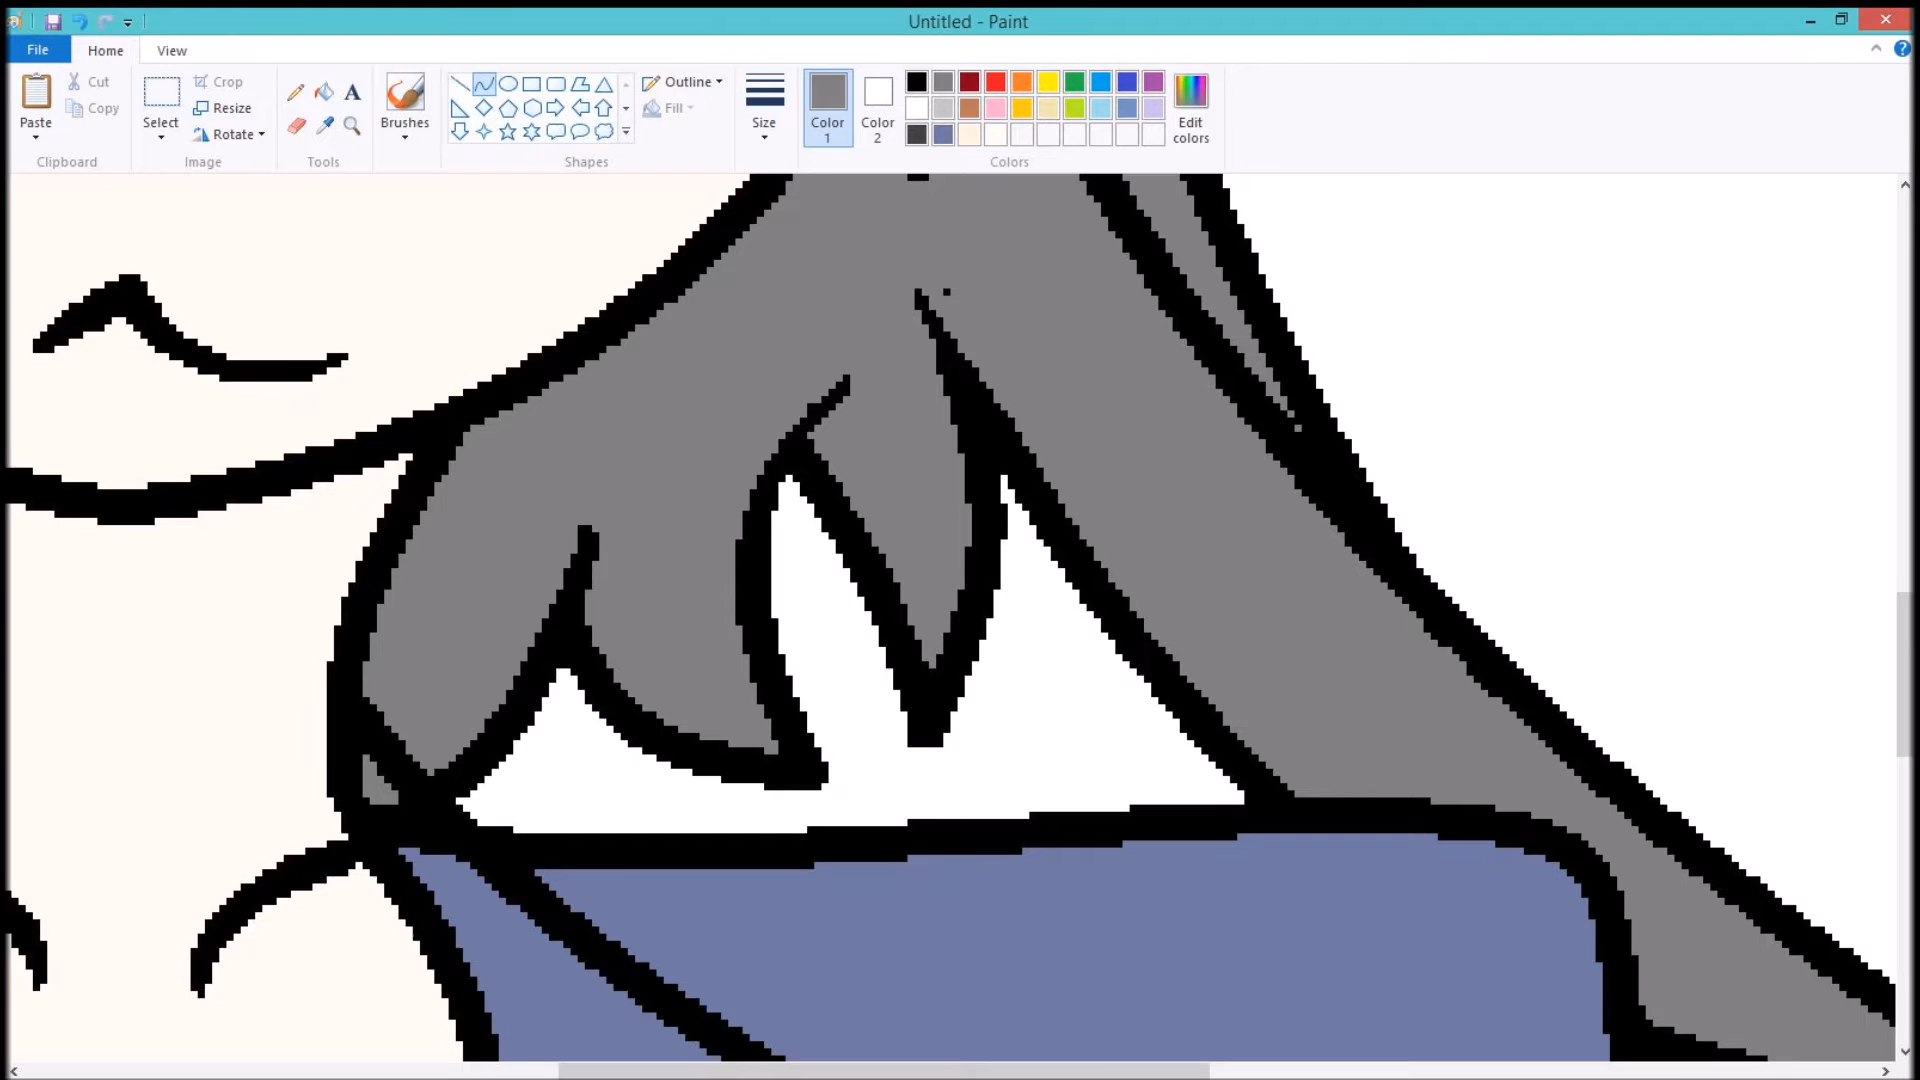 Untitled - Paint
File Home View
Paste
Cut
Copy
Clipboard
Select
Crop
Resize
Rotate
Image
A
Tools
Brushes
Shapes
Outline
Fill
Size
Color 1
Color 2
Edit colors
Colors